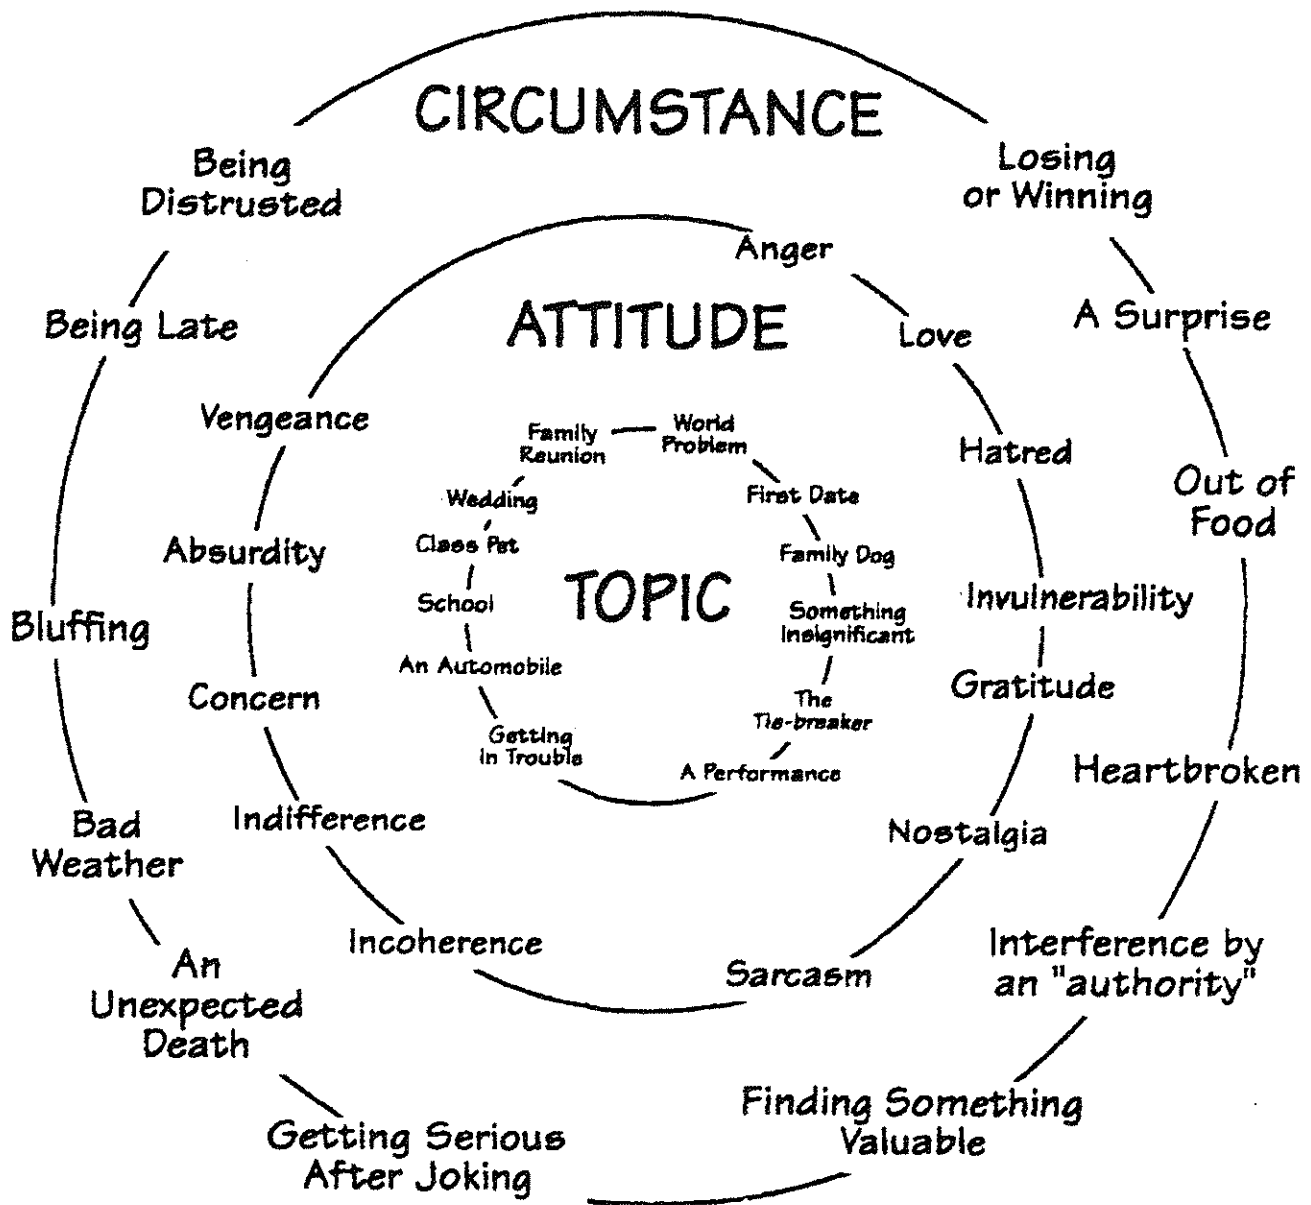 CIRCUMSTANCE
Being
Distrusted
Losing
or Winning
Being Late
A Surprise
Out of
Food
Bluffing
Heartbroken
Bad
Weather
Interference by
an "authority"
An
Unexpected
Death
Finding Something
Valuable
Getting Serious
After Joking
ATTITUDE
Anger
Love
Vengeance
Hatred
Absurdity
Invulnerability
Concern
Gratitude
Indifference
Nostalgia
Incoherence
Sarcasm
TOPIC
Family
Reunion
World
Problem
Wedding
First Date
Class Pet
Family Dog
School
Something
Insignificant
An Automobile
The
Tie-breaker
Getting
in Trouble
A Performance